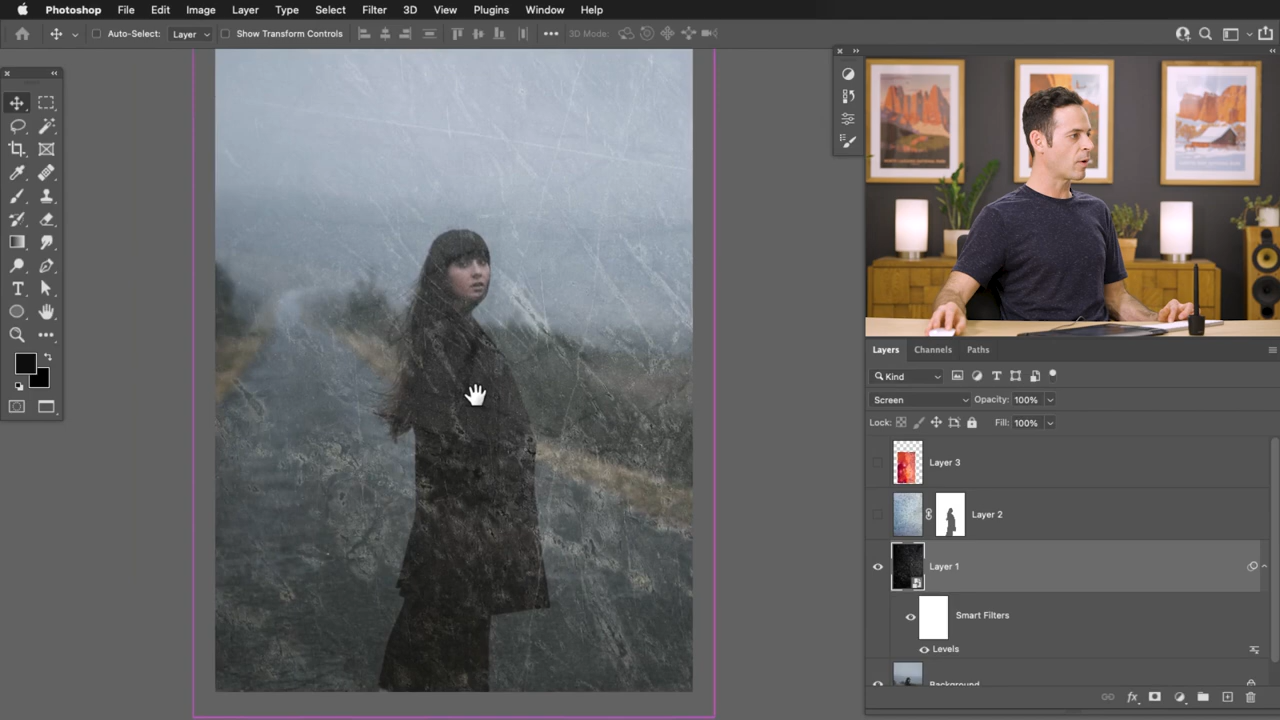 Photoshop File Edit Image Layer Type Select Filter 3D View Plugins Window Help
Auto-Select: Layer Show Transform Controls 3D Mode:
Layers Channels Paths
Kind
Screen Opacity: 100%
Lock: Fill: 100%
Layer 3
Layer 2
Layer 1
Smart Filters
Levels
Background